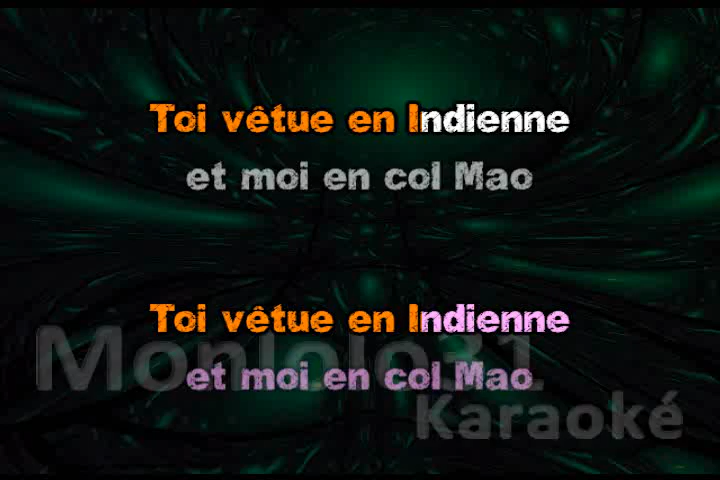 Toi vêtue en Indienne
et moi en col Mao
Toi vêtue en Indienne
Monlolo31
et moi en col Mao
Karaoké